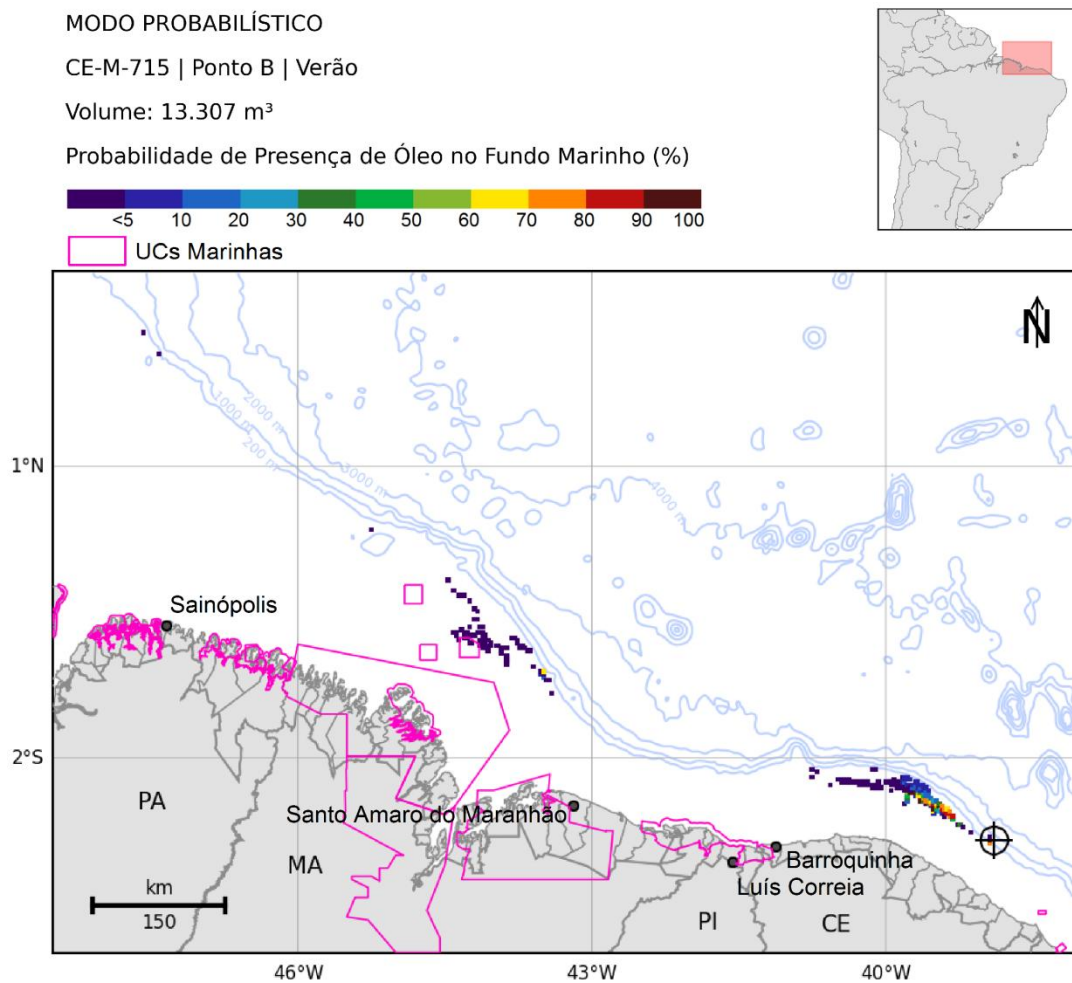 MODO PROBABILÍSTICO
CE-M-715 | Ponto B | Verão
Volume: 13.307 m³
Probabilidade de Presença de Óleo no Fundo Marinho (%)
<5 10 20 30 40 50 60 70 80 90 100
UCs Marinhas
N
1000 m
2000 m
200 m
3000 m
4000 m
1°N
Sainópolis
2°S
PA
Santo Amaro do Maranhão
MA
Barroquinha
Luís Correia
km
150
PI
CE
46°W 43°W 40°W